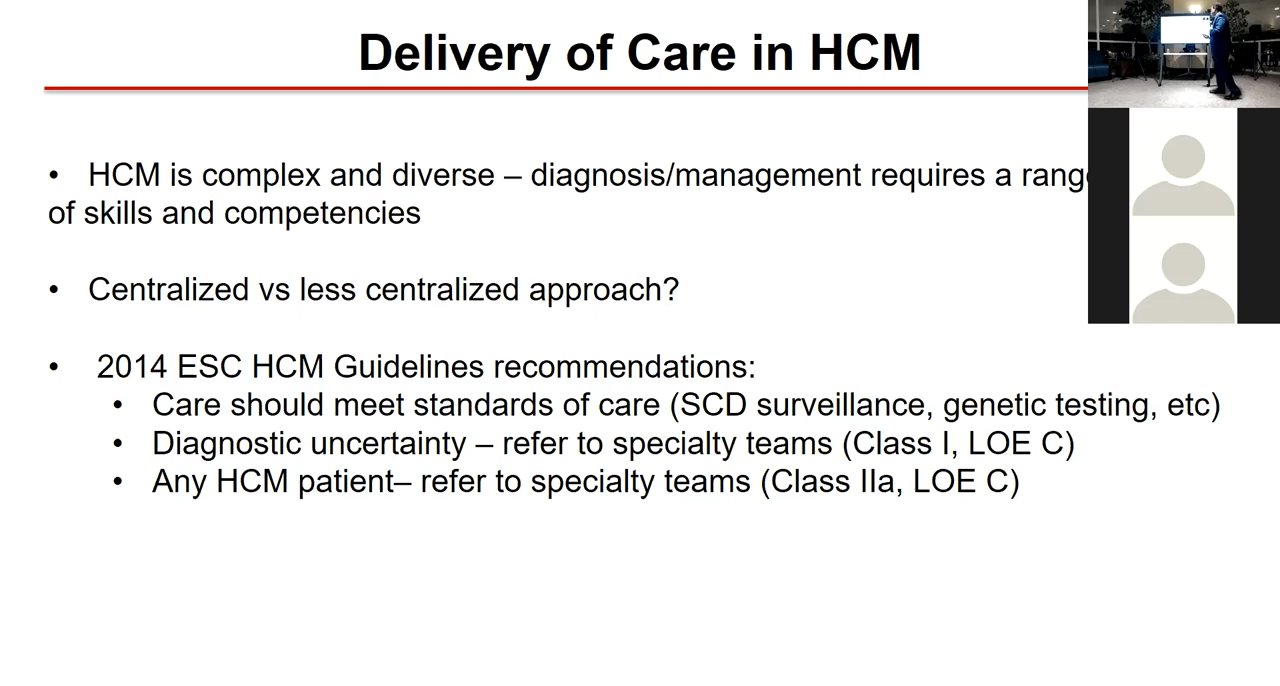 Delivery of Care in HCM
• HCM is complex and diverse – diagnosis/management requires a range
of skills and competencies
• Centralized vs less centralized approach?
• 2014 ESC HCM Guidelines recommendations:
• Care should meet standards of care (SCD surveillance, genetic testing, etc)
• Diagnostic uncertainty – refer to specialty teams (Class I, LOE C)
• Any HCM patient– refer to specialty teams (Class IIa, LOE C)